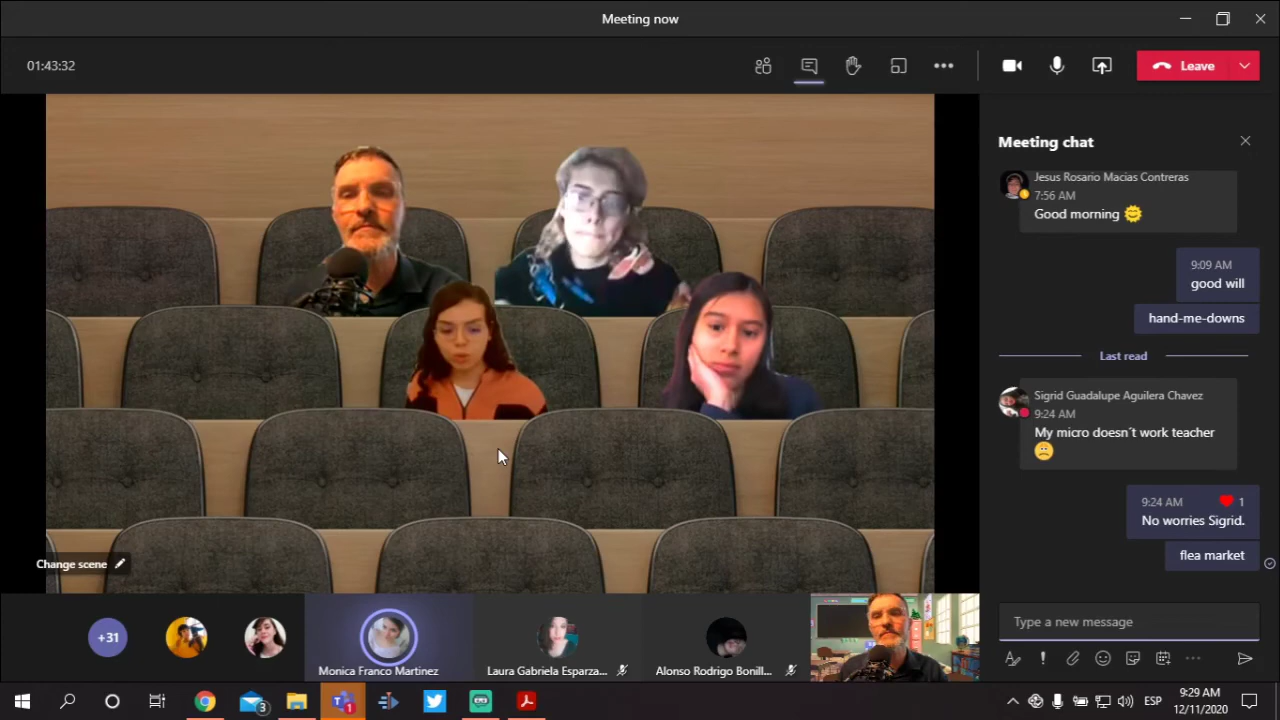 Meeting now
01:43:32
Leave
Meeting chat
Jesus Rosario Macias Contreras
7:56 AM
Good morning 🌞
9:09 AM
good will
hand-me-downs
Last read
Sigrid Guadalupe Aguilera Chavez
9:24 AM
My micro doesn´t work teacher
🙁
9:24 AM ❤️ 1
No worries Sigrid.
flea market
Change scene
+31
Monica Franco Martinez
Laura Gabriela Esparza...
Alonso Rodrigo Bonill...
Type a new message
3
1
ESP
9:29 AM
12/11/2020